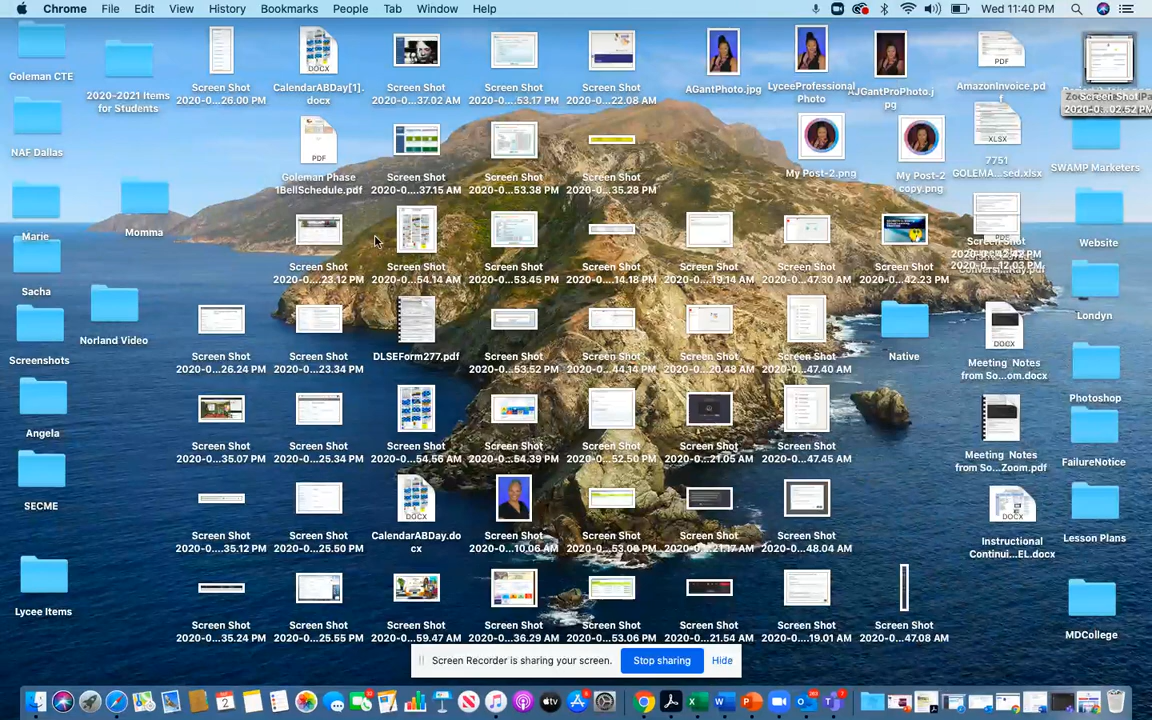 Chrome File Edit View History Bookmarks People Tab Window Help
Wed 11:40 PM
Goleman CTE
2020-2021 Items
for Students
Screen Shot
2020-0...26.00 PM
CalendarABDay[1].
docx
Screen Shot
2020-0....37.02 AM
Screen Shot
2020-0....53.17 PM
Screen Shot
2020-0...22.08 AM
AGantPhoto.jpg
LyceeProfessional
Photo
AJGantProPhoto.j
pg
PDF
AmazonInvoice.pd
f
Screen Shot
NAF Dallas
PDF
Goleman Phase
1BellSchedule.pdf
Screen Shot
2020-0....37.15 AM
Screen Shot
2020-0...53.38 PM
Screen Shot
2020-0...35.28 PM
My Post-2.png
My Post-2
copy.png
XLSX
7751
SWAMP Marketers
Marie
Momma
Screen Shot
2020-0....23.12 PM
Screen Shot
2020-0...54.14 AM
Screen Shot
2020-0...53.45 PM
Screen Shot
2020-0....14.18 PM
Screen Shot
2020-0....19.14 AM
Screen Shot
2020-0...47.30 AM
Screen Shot
2020-0...42.23 PM
Screen Shot
Website
Sacha
Screenshots
Norland Video
Screen Shot
2020-0...26.24 PM
Screen Shot
2020-0...23.34 PM
DLSEForm277.pdf
Screen Shot
2020-0...53.52 PM
Screen Shot
2020-0....44.14 PM
Screen Shot
2020-0...20.48 AM
Screen Shot
2020-0...47.40 AM
Native
DOCX
Meeting Notes
from So...om.docx
Londyn
Angela
Screen Shot
2020-0...35.07 PM
Screen Shot
2020-0...25.34 PM
Screen Shot
2020-0...54.56 AM
Screen Shot
2020-0...54.39 PM
Screen Shot
2020-0...52.50 PM
Screen Shot
2020-0....21.05 AM
Screen Shot
2020-0...47.45 AM
Meeting Notes
from So...Zoom.pdf
Photoshop
FailureNotice
SECME
Screen Shot
2020-0....35.12 PM
Screen Shot
2020-0...25.50 PM
DOCX
CalendarABDay.do
cx
Screen Shot
2020-0...10.06 AM
Screen Shot
2020-0...53.00 PM
Screen Shot
2020-0....21.17 AM
Screen Shot
2020-0...48.04 AM
DOCX
Instructional
Continui...EL.docx
Lesson Plans
Lycee Items
Screen Shot
2020-0...35.24 PM
Screen Shot
2020-0...25.55 PM
Screen Shot
2020-0...59.47 AM
Screen Shot
2020-0...36.29 PM
Screen Shot
2020-0...53.06 PM
Screen Shot
2020-0...21.54 PM
Screen Shot
2020-0....19.01 AM
Screen Shot
2020-0...47.08 AM
MDCollege
Screen Recorder is sharing your screen. Stop sharing Hide